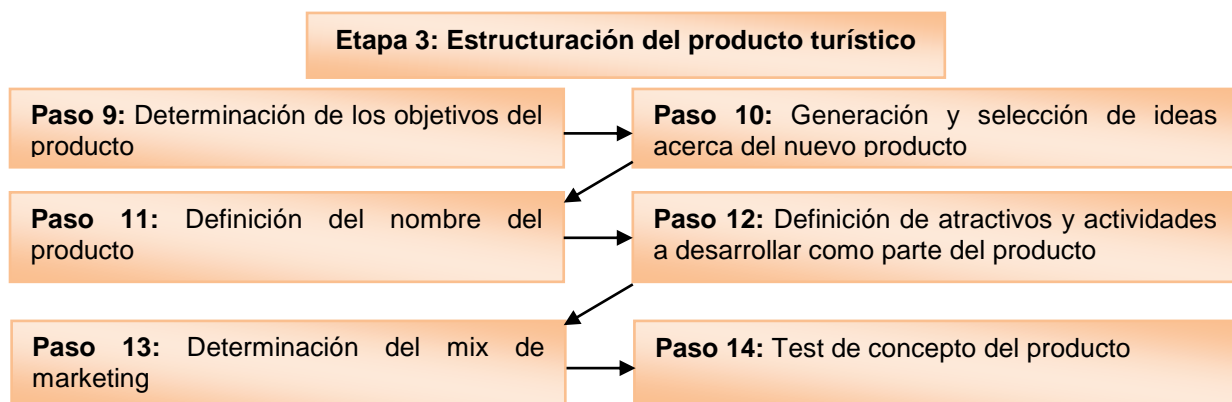 Etapa 3: Estructuración del producto turístico
Paso 9: Determinación de los objetivos del
producto
Paso 10: Generación y selección de ideas
acerca del nuevo producto
Paso 11: Definición del nombre del
producto
Paso 12: Definición de atractivos y actividades
a desarrollar como parte del producto
Paso 13: Determinación del mix de
marketing
Paso 14: Test de concepto del producto